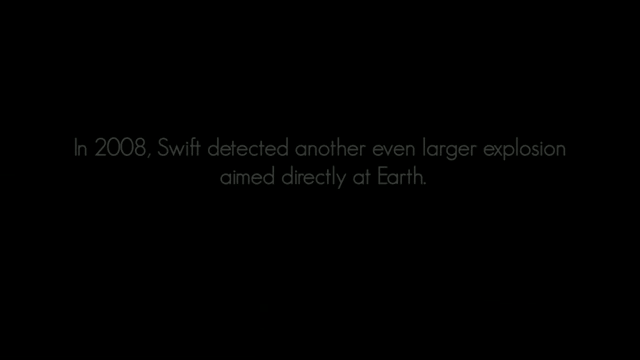 In 2008, Swift detected another even larger explosion
aimed directly at Earth.